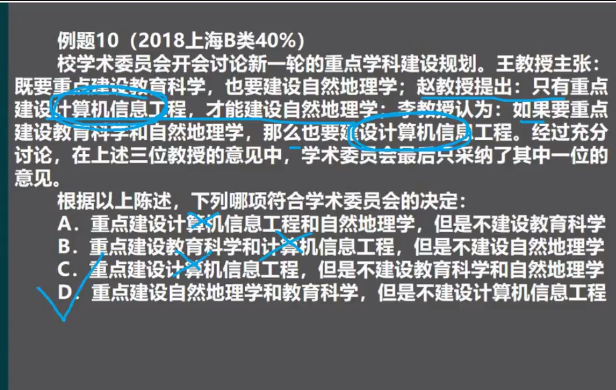 例题10（2018上海B类40%）
校学术委员会开会讨论新一轮的重点学科建设规划。王教授主张：
既要重点建设教育科学，也要建设自然地理学；赵教授提出：只有重点
建设计算机信息工程，才能建设自然地理学；李教授认为：如果要重点
建设教育科学和自然地理学，那么也要建设计算机信息工程。经过充分
讨论，在上述三位教授的意见中，学术委员会最后只采纳了其中一位的
意见。
根据以上陈述，下列哪项符合学术委员会的决定：
A．重点建设计算机信息工程和自然地理学，但是不建设教育科学
B．重点建设教育科学和计算机信息工程，但是不建设自然地理学
C．重点建设计算机信息工程，但是不建设教育科学和自然地理学
D．重点建设自然地理学和教育科学，但是不建设计算机信息工程